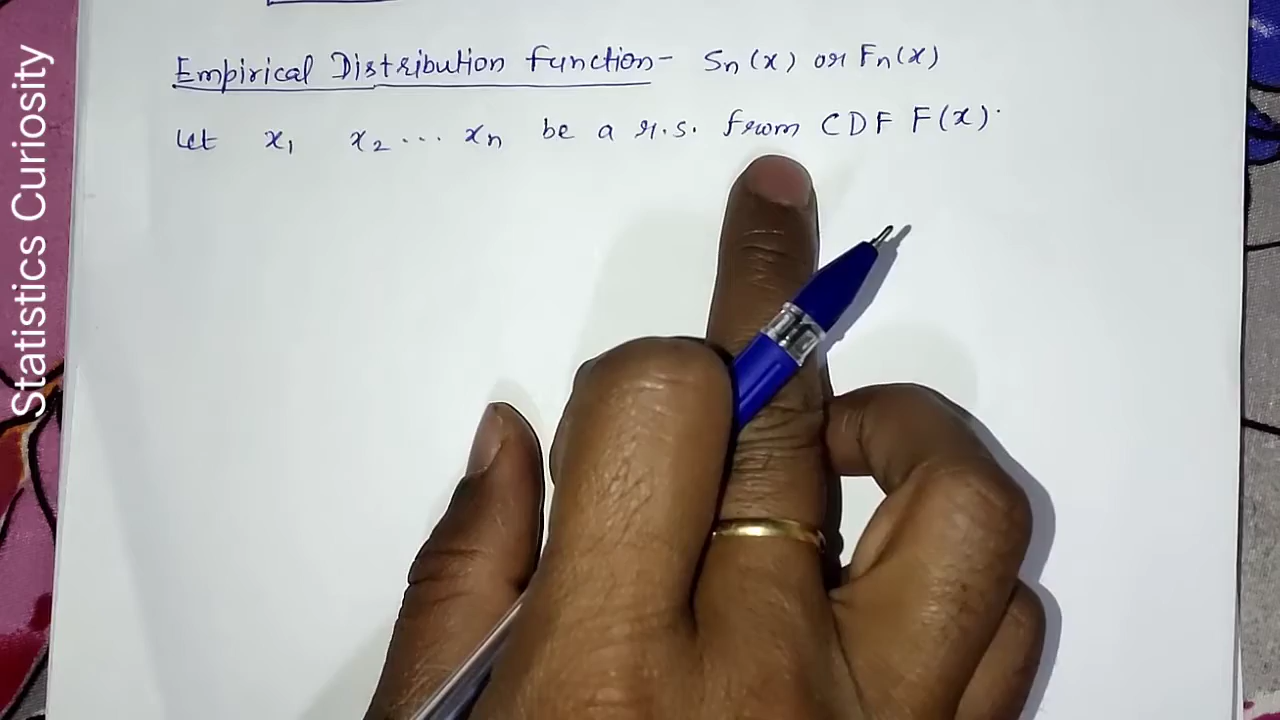 Empirical Distribution Function- Sn(x) or Fn(x)
Let x1 x2 ... xn be a r.s. from CDF F(x).
Statistics Curiosity